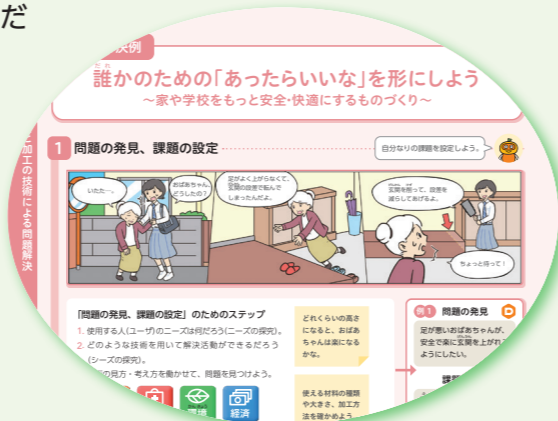 だ
決例
誰かのための「あったらいいな」を形にしよう
～家や学校をもっと安全・快適にするものづくり～
加工の技術による問題解決
1 問題の発見、課題の設定
自分なりの課題を設定しよう。
いたた…。
おばあちゃん、
どうしたの？
足がよく上がらなくて、
玄関の段差で転んで
しまったんだよ。
玄関を削って、段差を
減らしてあげるよ。
ちょっと待って！
「問題の発見、課題の設定」のためのステップ
1. 使用する人（ユーザ）のニーズは何だろう（ニーズの探究）。
2. どのような技術を用いて解決活動ができるだろう
（シーズの探究）。
の見方・考え方を働かせて、問題を見つけよう。
環境
経済
どれくらいの高さ
になると、おばあ
ちゃんは楽になる
かな。
使える材料の種類
や大きさ、加工方
法を確かめよう
例1 問題の発見 D
足が悪いおばあちゃんが、
安全で楽に玄関を上がれる
ようにしたい。
課題